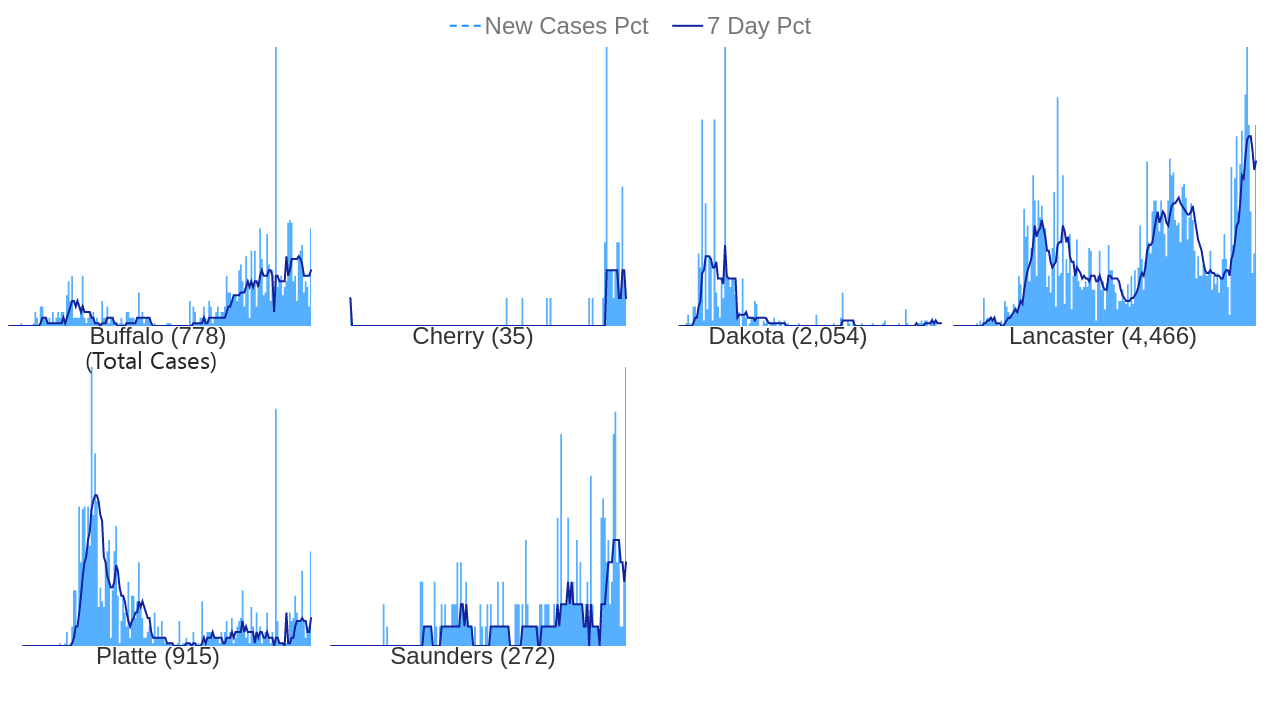 New Cases Pct 7 Day Pct
Buffalo (778) Cherry (35) Dakota (2,054) Lancaster (4,466)
(Total Cases)
Platte (915) Saunders (272)